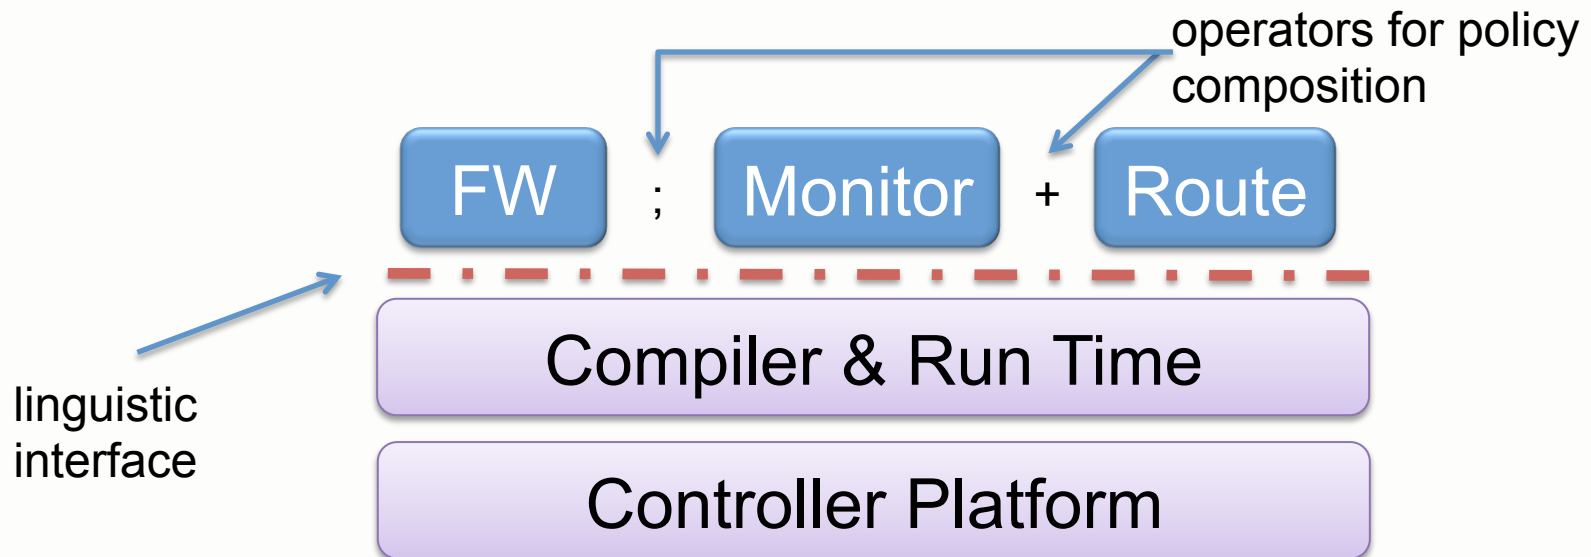 operators for policy
composition
FW ; Monitor + Route
Compiler & Run Time
linguistic
interface
Controller Platform